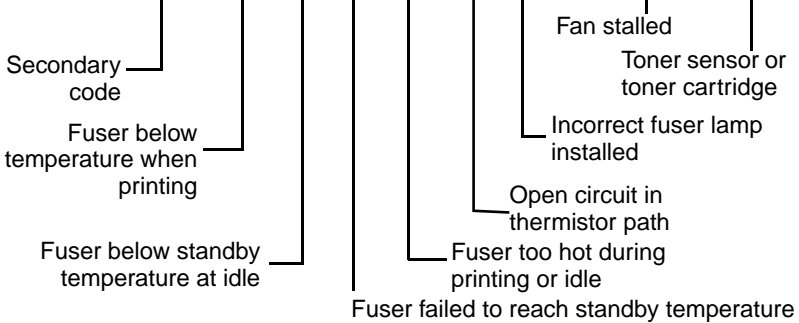 Fan stalled
Secondary
code
Toner sensor or
toner cartridge
Fuser below
temperature when
printing
Incorrect fuser lamp
installed
Open circuit in
thermistor path
Fuser below standby
temperature at idle
Fuser too hot during
printing or idle
Fuser failed to reach standby temperature